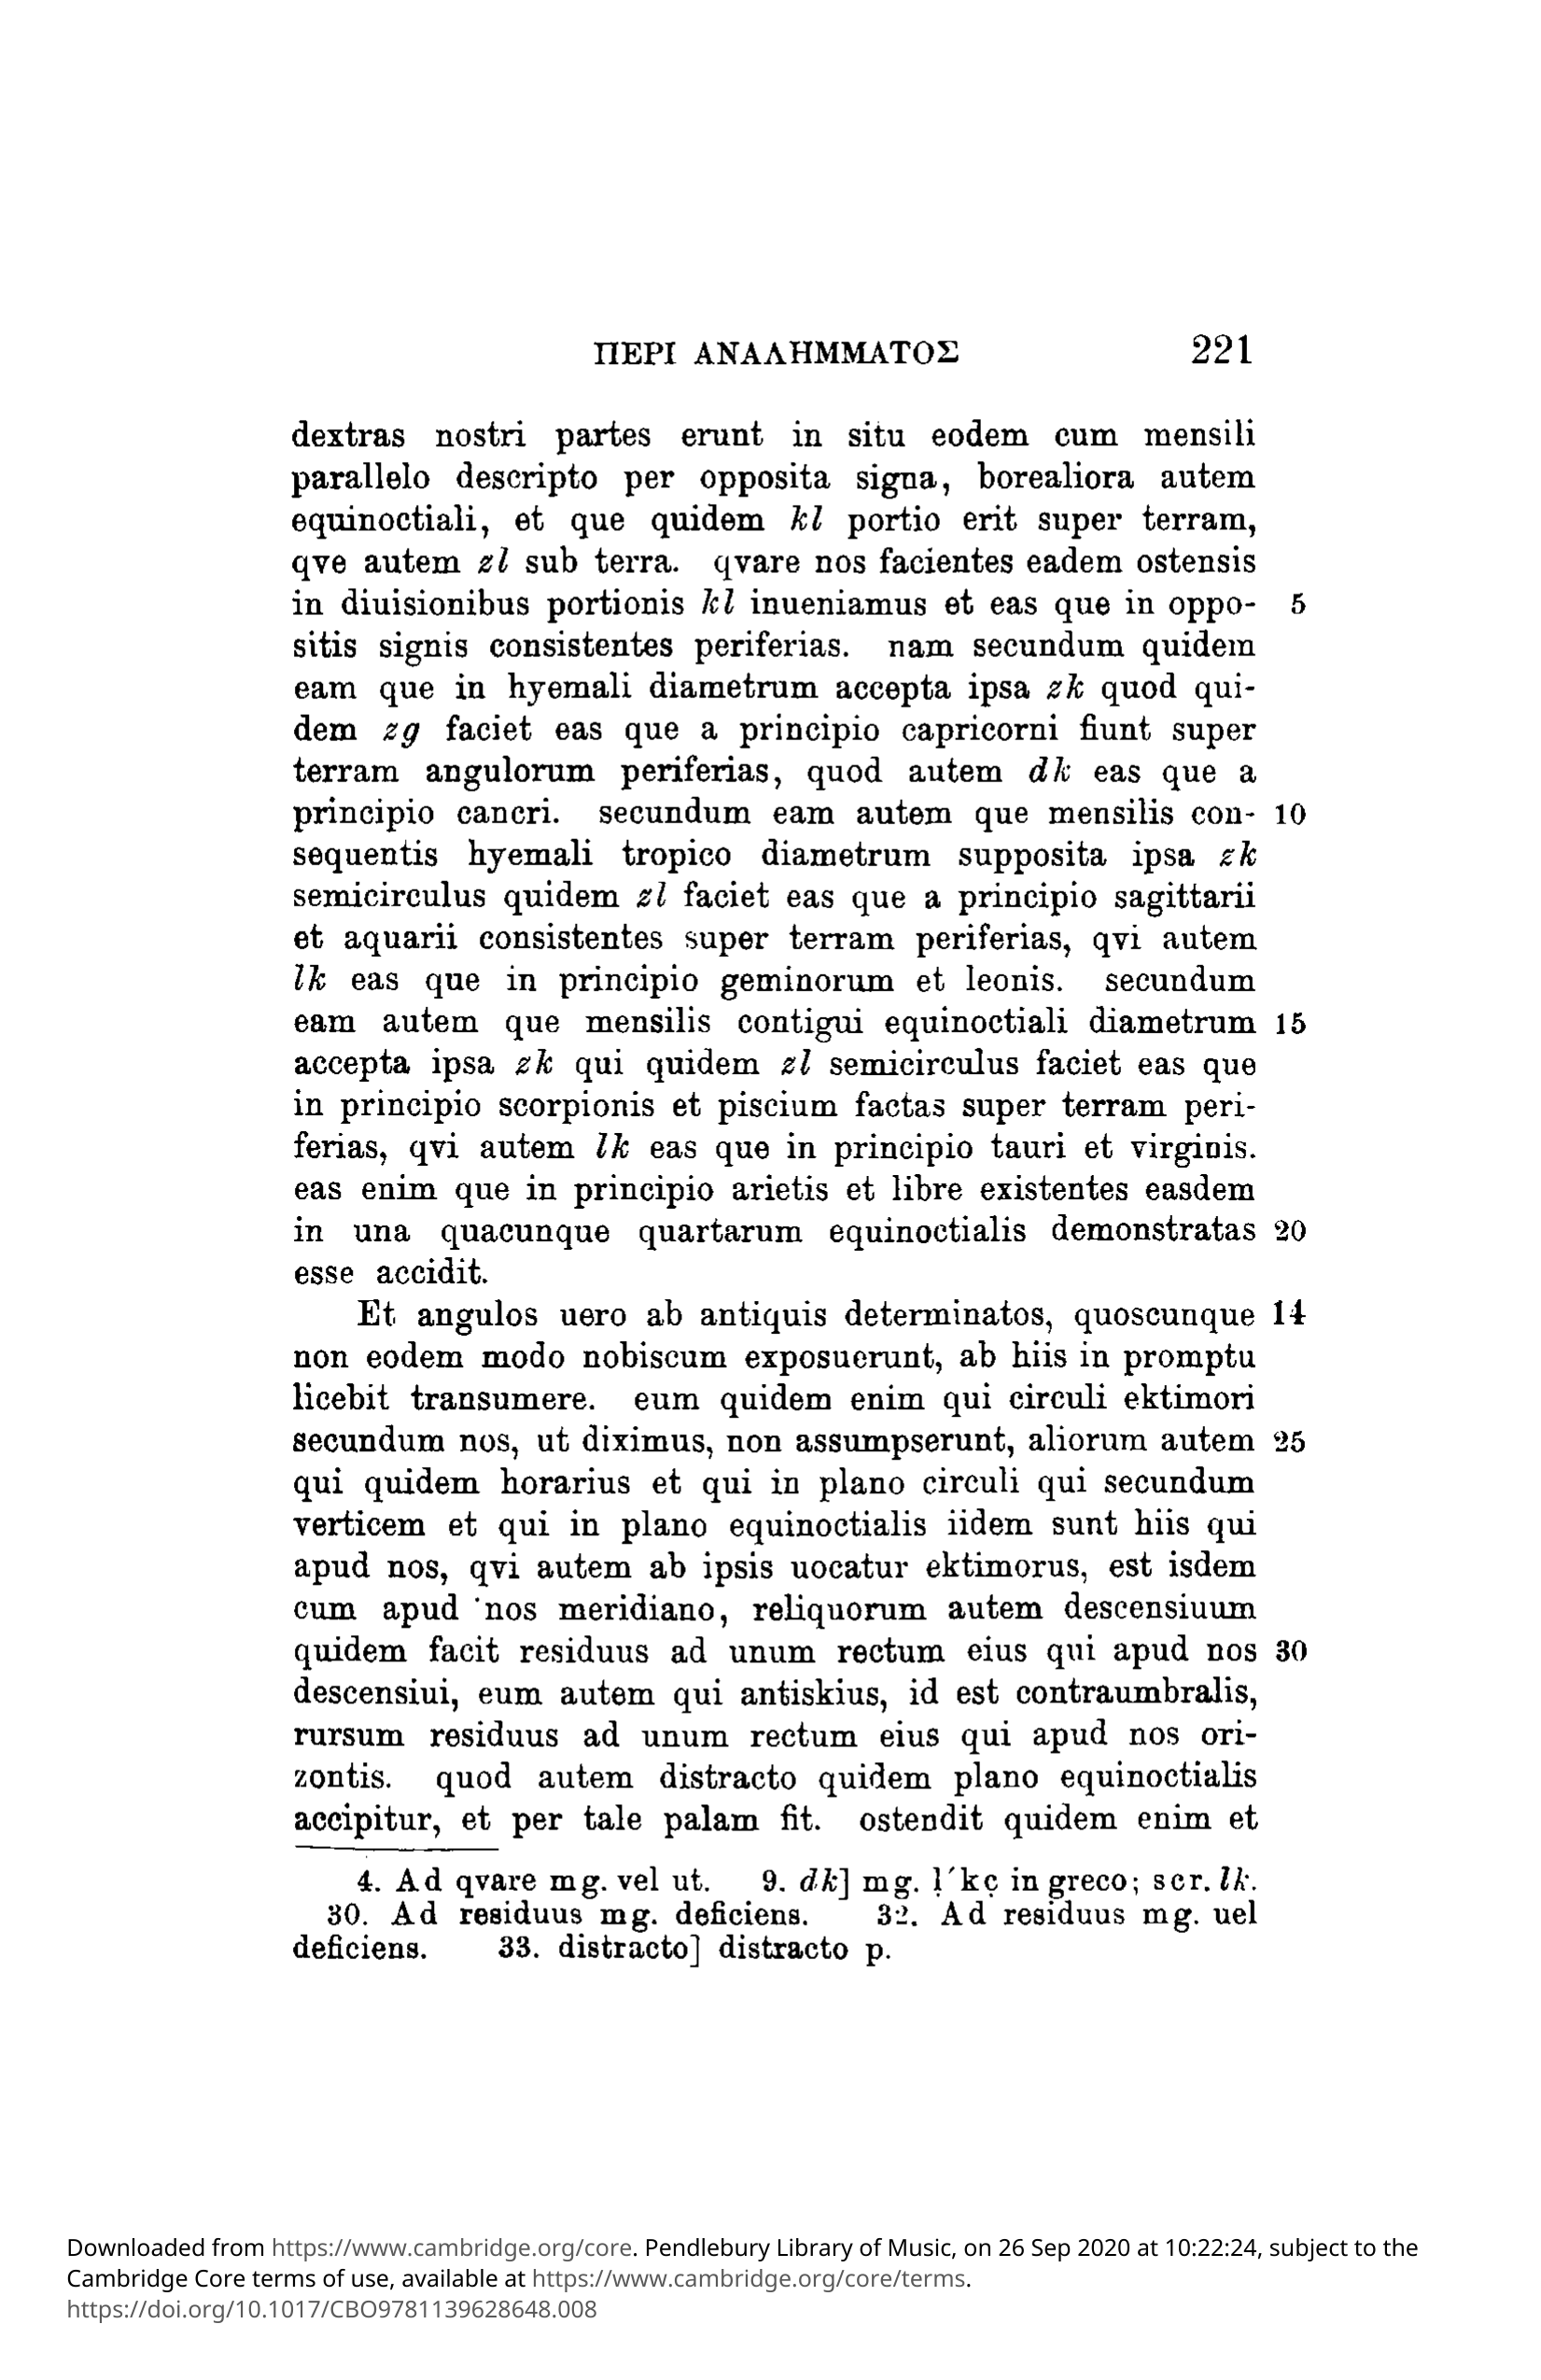 ΠΕΡΙ ΑΝΑΛΗΜΜΑΤΟΣ 221
dextras nostri partes erunt in situ eodem cum mensili
parallelo descripto per opposita signa, borealiora autem
equinoctiali, et que quidem kl portio erit super terram,
qve autem zl sub terra. qvare nos facientes eadem ostensis
in diuisionibus portionis kl inueniamus et eas que in oppo- 5
sitis signis consistentes periferias. nam secundum quidem
eam que in hyemali diametrum accepta ipsa zk quod qui-
dem zg faciet eas que a principio capricorni fiunt super
terram angulorum periferias, quod autem dk eas que a
principio cancri. secundum eam autem que mensilis con- 10
sequentis hyemali tropico diametrum supposita ipsa zk
semicirculus quidem zl faciet eas que a principio sagittarii
et aquarii consistentes super terram periferias, qvi autem
lk eas que in principio geminorum et leonis. secundum
eam autem que mensilis contigui equinoctiali diametrum 15
accepta ipsa zk qui quidem zl semicirculus faciet eas que
in principio scorpionis et piscium factas super terram peri-
ferias, qvi autem lk eas que in principio tauri et virginis.
eas enim que in principio arietis et libre existentes easdem
in una quacunque quartarum equinoctialis demonstratas 20
esse accidit.
Et angulos uero ab antiquis determinatos, quoscunque 14
non eodem modo nobiscum exposuerunt, ab hiis in promptu
licebit transumere. eum quidem enim qui circuli ektimori
secundum nos, ut diximus, non assumpserunt, aliorum autem 25
qui quidem horarius et qui in plano circuli qui secundum
verticem et qui in plano equinoctialis iidem sunt hiis qui
apud nos, qvi autem ab ipsis uocatur ektimorus, est isdem
cum apud nos meridiano, reliquorum autem descensiuum
quidem facit residuus ad unum rectum eius qui apud nos 30
descensiui, eum autem qui antiskius, id est contraumbralis,
rursum residuus ad unum rectum eius qui apud nos ori-
zontis. quod autem distracto quidem plano equinoctialis
accipitur, et per tale palam fit. ostendit quidem enim et
4. Ad qvare mg. vel ut. 9. dk] mg. ḷ´kc̣ in greco; scr. lk.
30. Ad residuus mg. deficiens. 32. Ad residuus mg. uel
deficiens. 33. distracto] distracto p.
Downloaded from https://www.cambridge.org/core. Pendlebury Library of Music, on 26 Sep 2020 at 10:22:24, subject to the
Cambridge Core terms of use, available at https://www.cambridge.org/core/terms.
https://doi.org/10.1017/CBO9781139628648.008